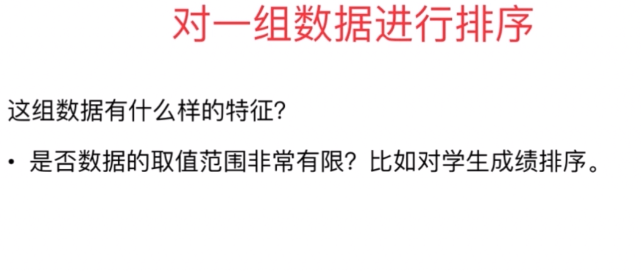 对一组数据进行排序
这组数据有什么样的特征？
• 是否数据的取值范围非常有限？比如对学生成绩排序。